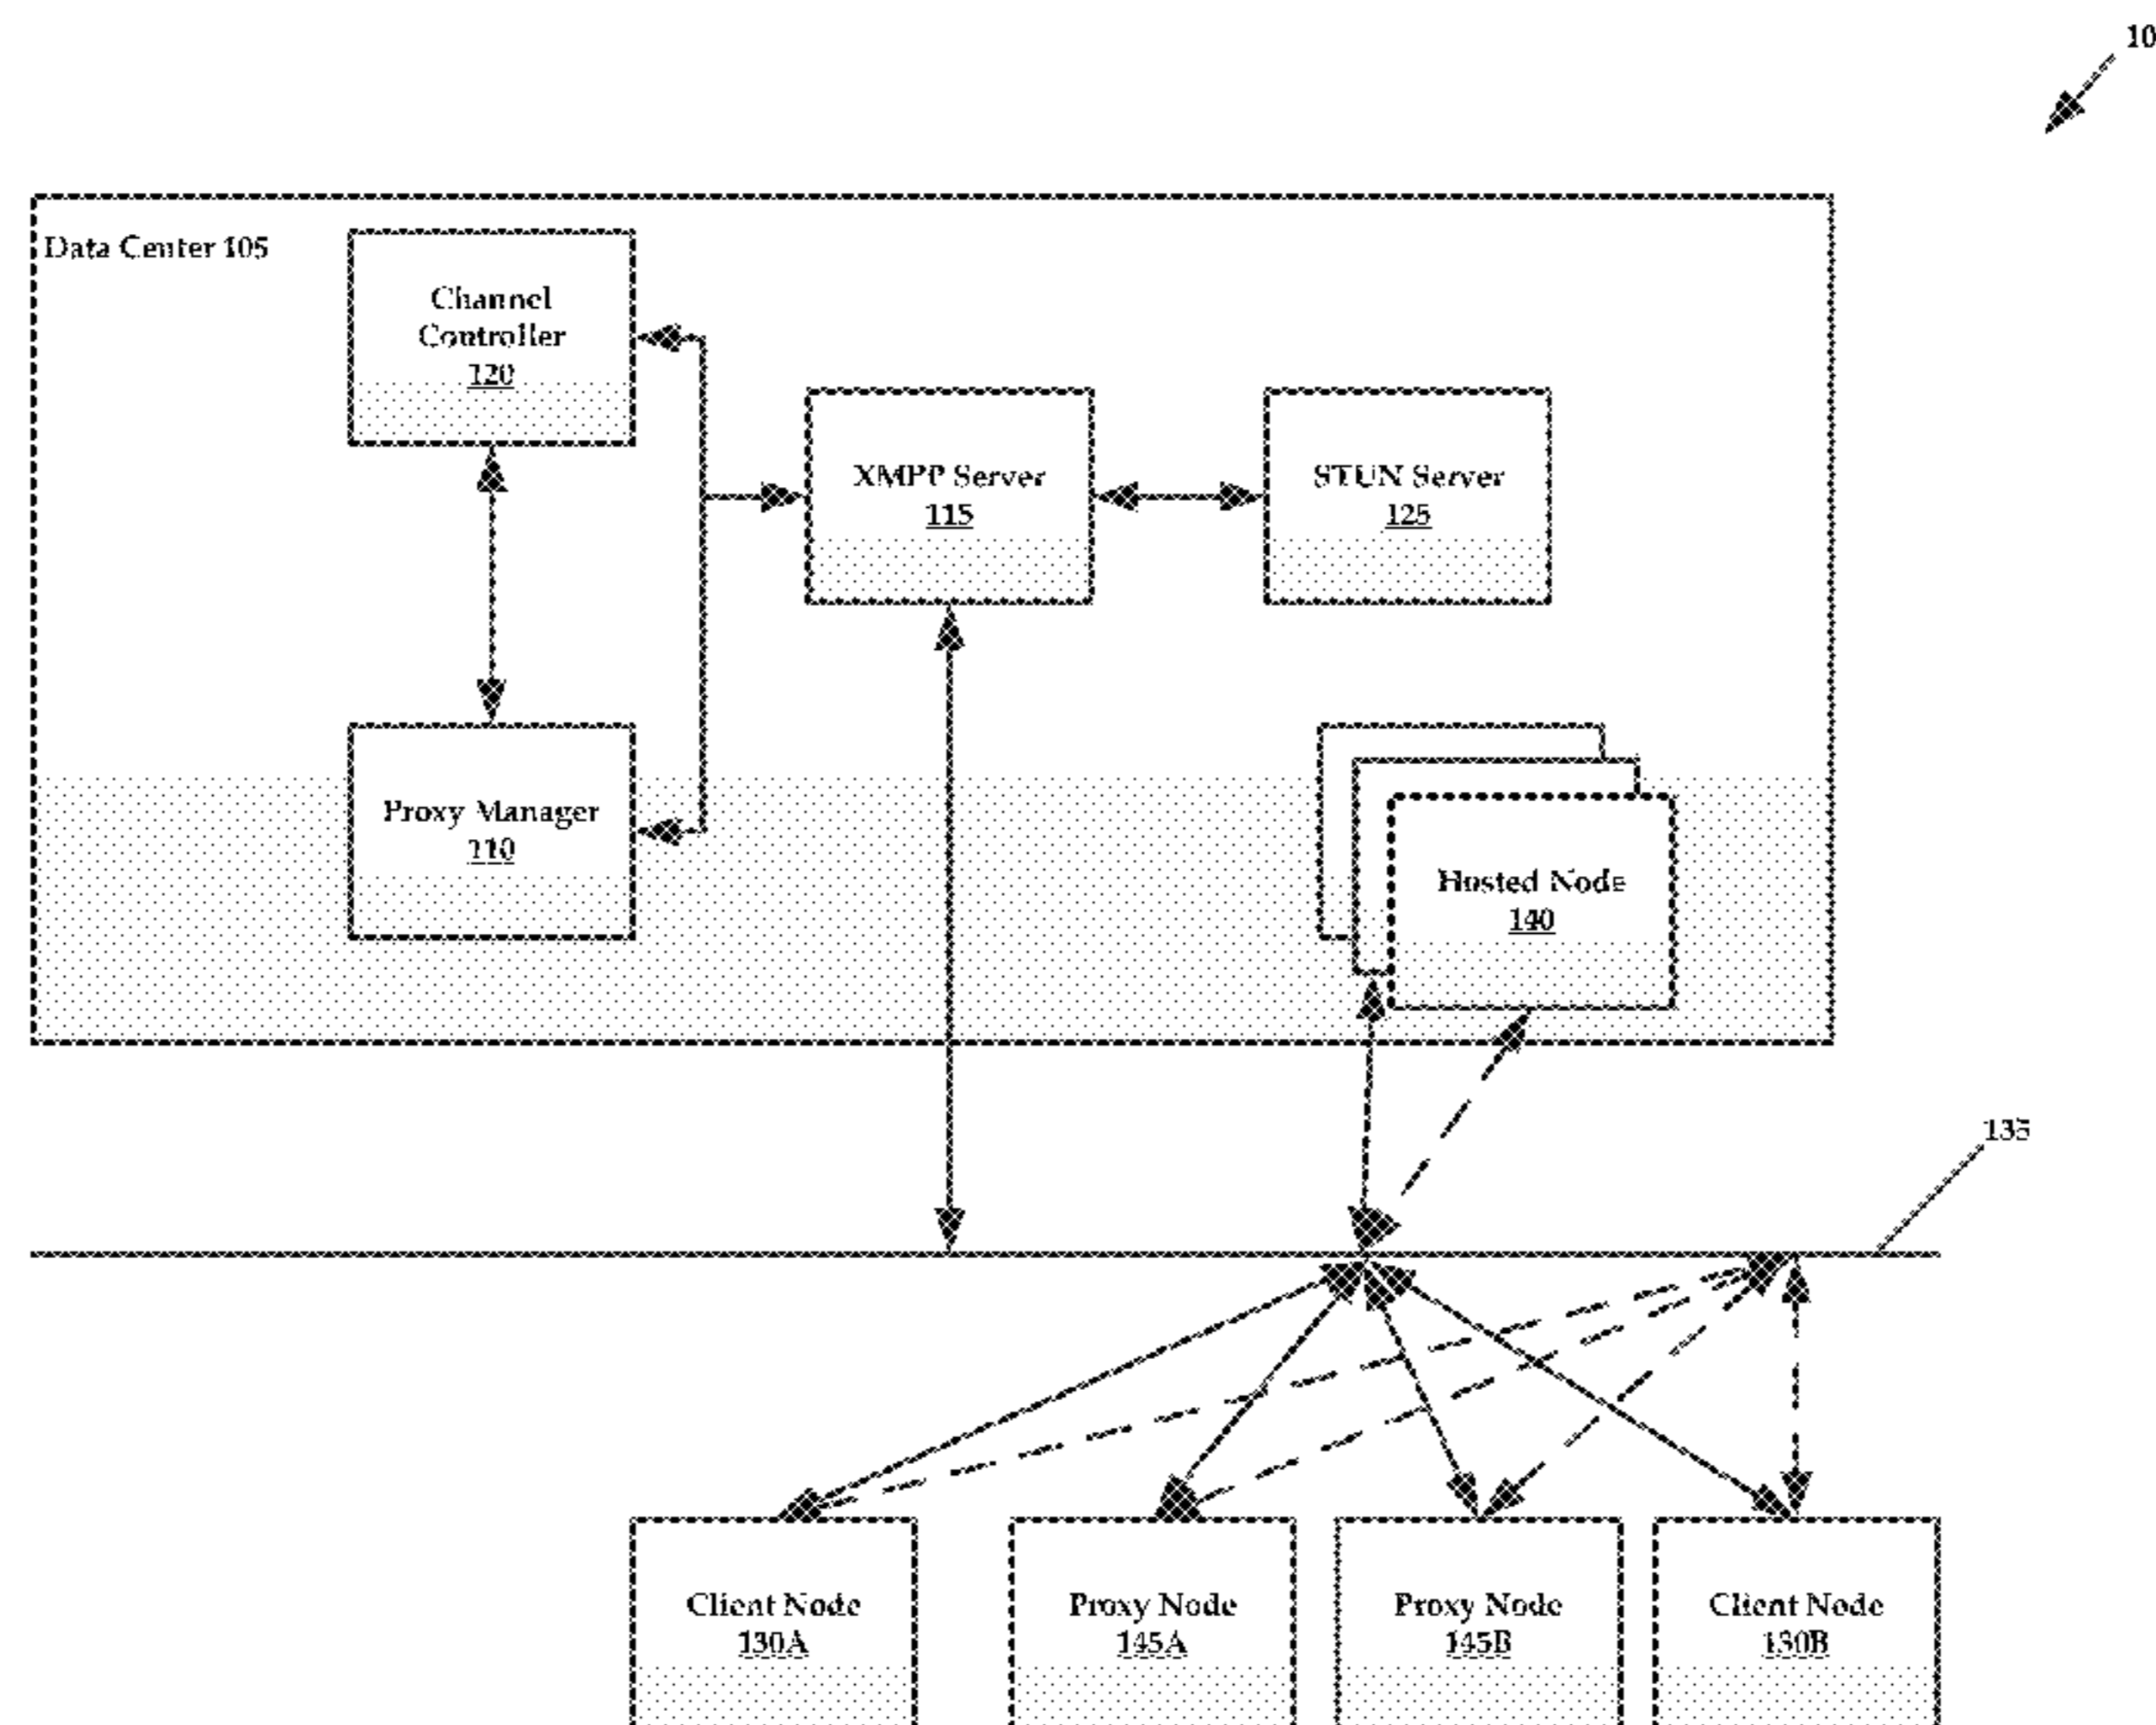 10
Data Center 105
Channel
Controller
120
XMPP Server
115
STUN Server
125
Proxy Manager
110
Hosted Node
140
135
Client Node
130A
Proxy Node
145A
Proxy Node
145B
Client Node
130B